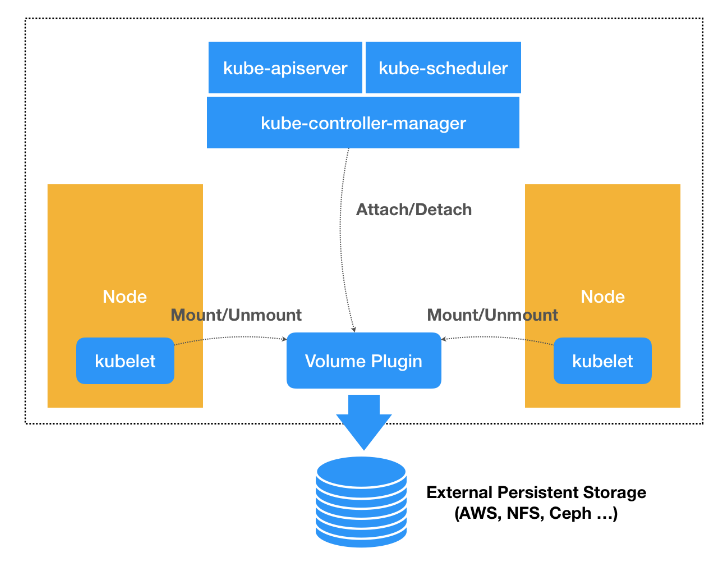 kube-apiserver
kube-scheduler
kube-controller-manager
Attach/Detach
Node
Node
Mount/Unmount
Mount/Unmount
kubelet
Volume Plugin
kubelet
External Persistent Storage
(AWS, NFS, Ceph …)